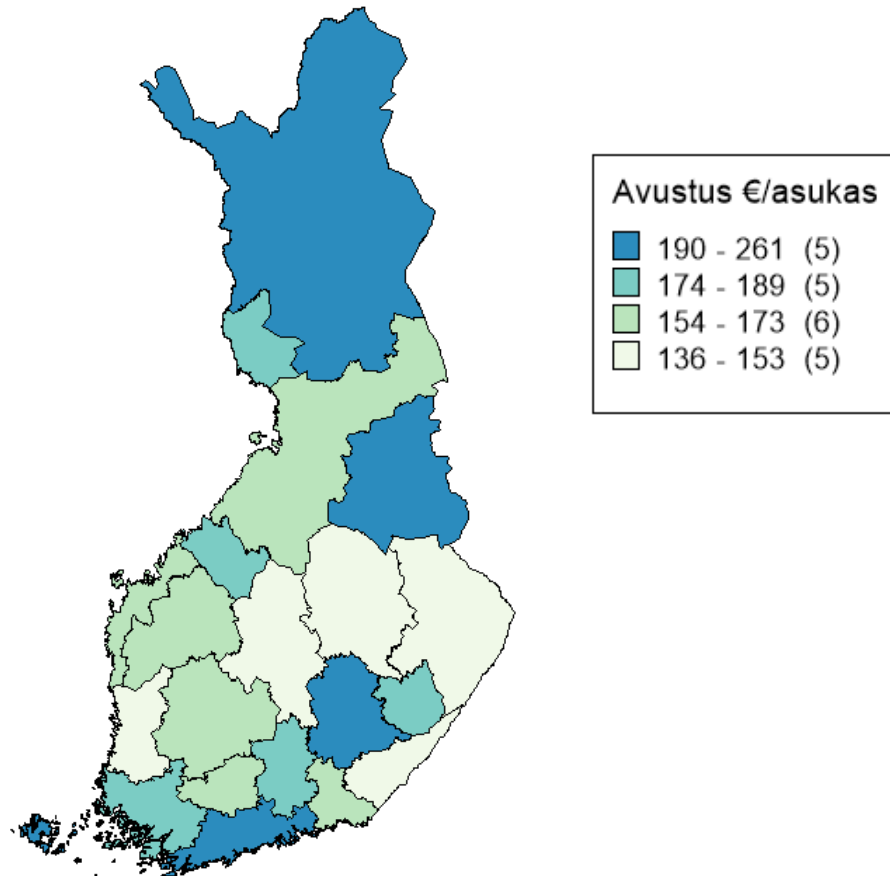 Avustus €/asukas
190 - 261 (5)
174 - 189 (5)
154 - 173 (6)
136 - 153 (5)